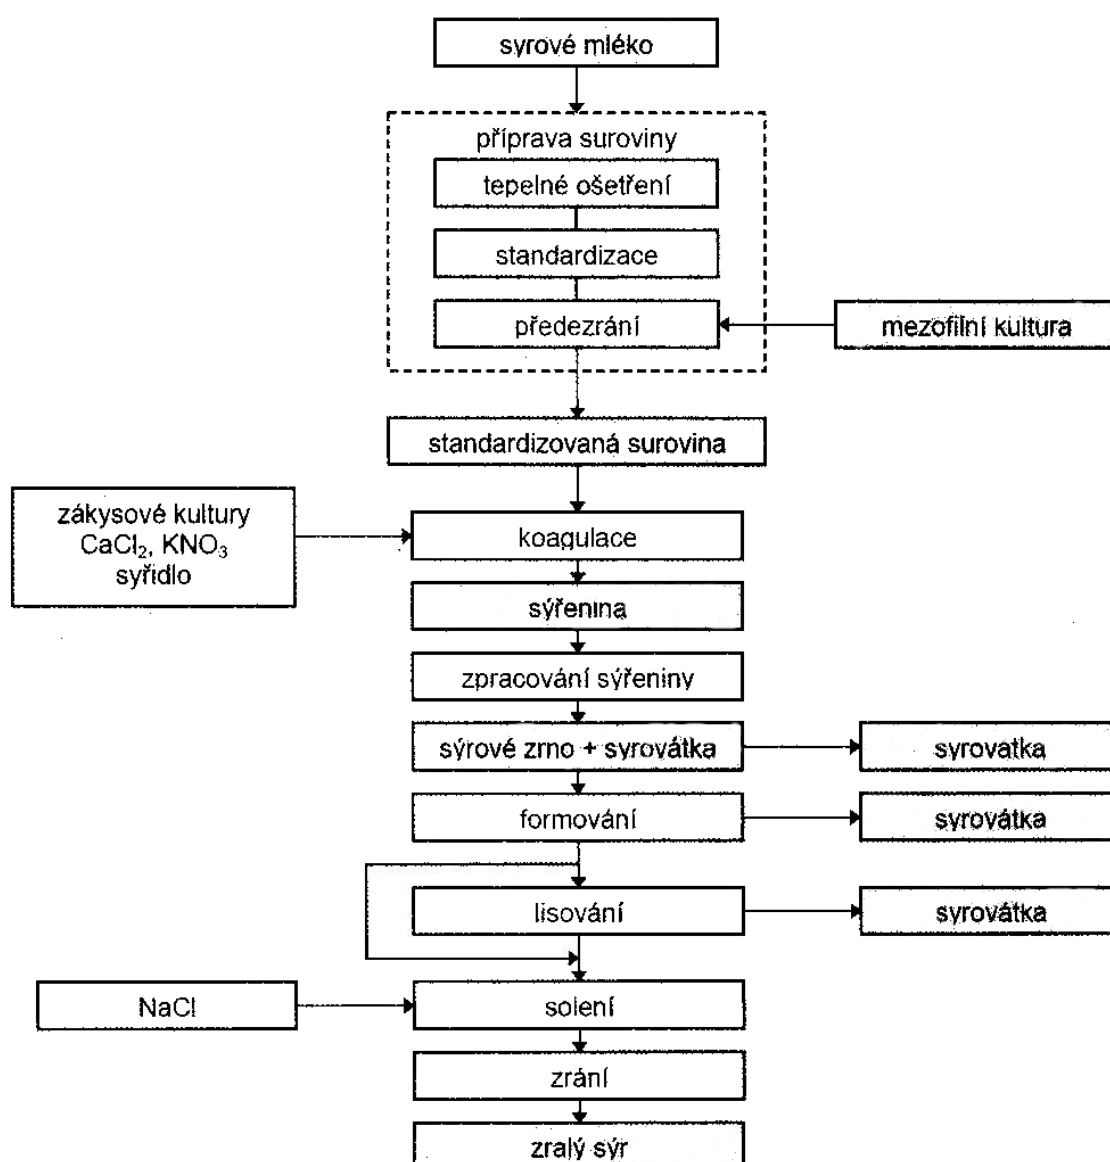 syrové mléko
příprava suroviny
tepelné ošetření
standardizace
předezrání
mezofilní kultura
standardizovaná surovina
zákysové kultury
CaCl₂, KNO₃
syřidlo
koagulace
sýřenina
zpracování sýřeniny
sýrové zrno + syrovátka
syrovatka
formování
syrovátka
lisování
syrovátka
NaCl
solení
zrání
zralý sýr